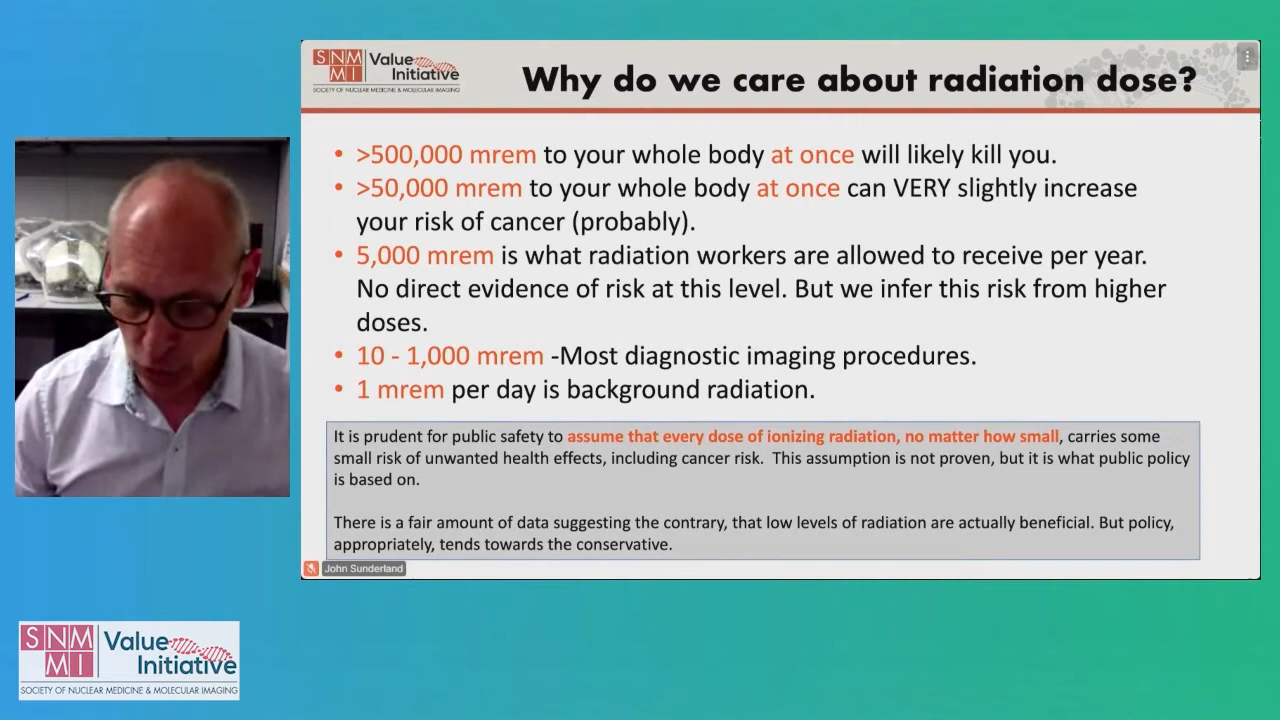 SNM
MI
Value
Initiative
SOCIETY OF NUCLEAR MEDICINE & MOLECULAR IMAGING
Why do we care about radiation dose?
• >500,000 mrem to your whole body at once will likely kill you.
• >50,000 mrem to your whole body at once can VERY slightly increase
your risk of cancer (probably).
• 5,000 mrem is what radiation workers are allowed to receive per year.
No direct evidence of risk at this level. But we infer this risk from higher
doses.
• 10 - 1,000 mrem -Most diagnostic imaging procedures.
• 1 mrem per day is background radiation.
It is prudent for public safety to assume that every dose of ionizing radiation, no matter how small, carries some
small risk of unwanted health effects, including cancer risk.  This assumption is not proven, but it is what public policy
is based on.
There is a fair amount of data suggesting the contrary, that low levels of radiation are actually beneficial. But policy,
appropriately, tends towards the conservative.
John Sunderland
SNM
MI
Value
Initiative
SOCIETY OF NUCLEAR MEDICINE & MOLECULAR IMAGING